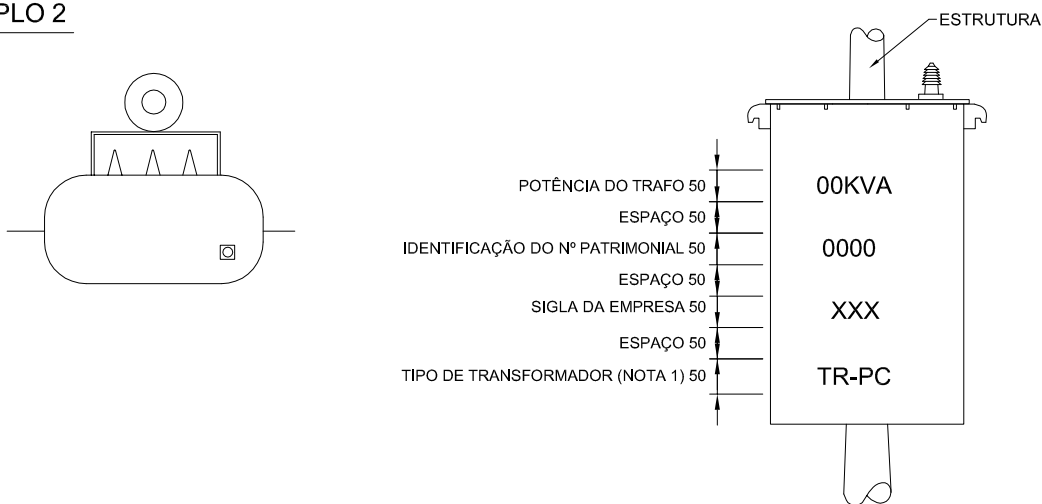 PLO 2
ESTRUTURA
POTÊNCIA DO TRAFO 50
ESPAÇO 50
IDENTIFICAÇÃO DO Nº PATRIMONIAL 50
ESPAÇO 50
SIGLA DA EMPRESA 50
ESPAÇO 50
TIPO DE TRANSFORMADOR (NOTA 1) 50
00KVA
0000
XXX
TR-PC